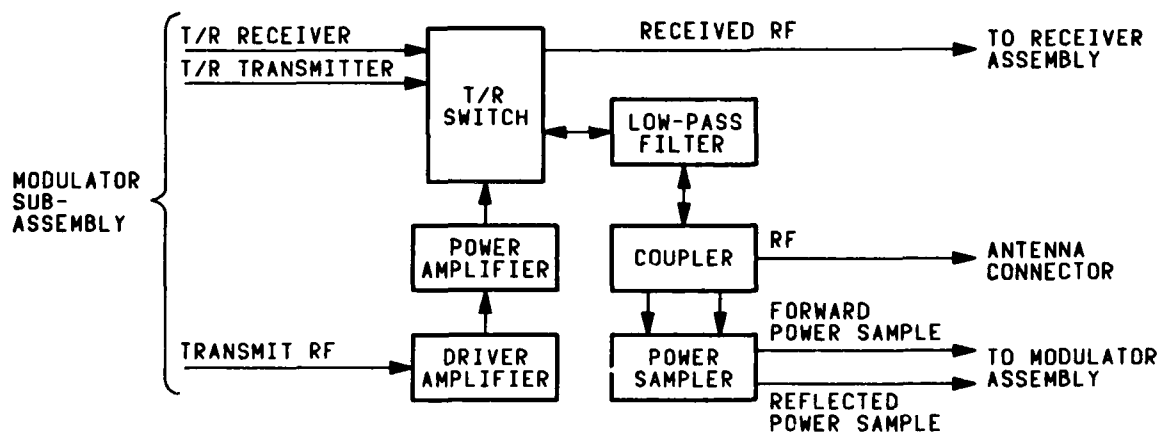 T/R RECEIVER
T/R TRANSMITTER
T/R
SWITCH
RECEIVED RF
TO RECEIVER
ASSEMBLY
LOW-PASS
FILTER
MODULATOR
SUB-
ASSEMBLY
POWER
AMPLIFIER
COUPLER
RF
ANTENNA
CONNECTOR
FORWARD
POWER SAMPLE
TRANSMIT RF
DRIVER
AMPLIFIER
POWER
SAMPLER
TO MODULATOR
ASSEMBLY
REFLECTED
POWER SAMPLE